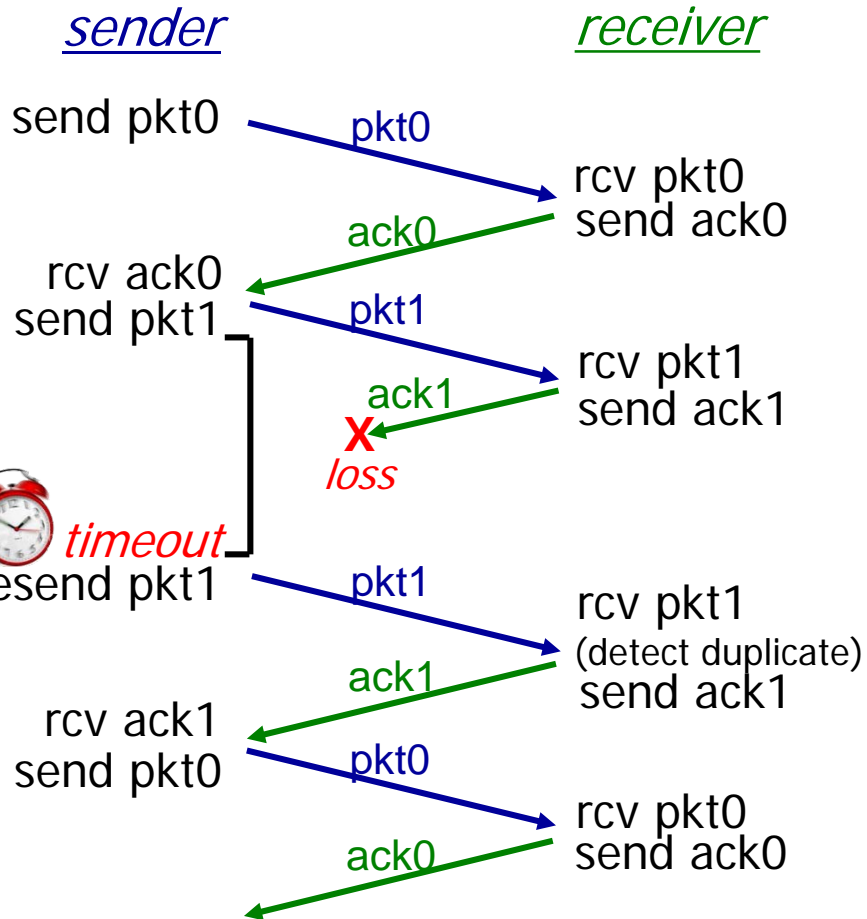 sender
receiver
send pkt0
pkt0
rcv pkt0
send ack0
ack0
rcv ack0
send pkt1
pkt1
rcv pkt1
send ack1
ack1
X
loss
timeout
esend pkt1
pkt1
rcv pkt1
(detect duplicate)
send ack1
ack1
rcv ack1
send pkt0
pkt0
rcv pkt0
send ack0
ack0